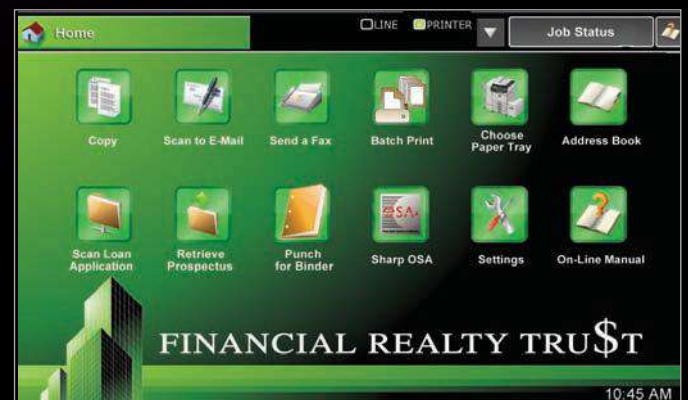 Home
LINE PRINTER
Job Status
Copy
Scan to E-Mail
Send a Fax
Batch Print
Choose
Paper Tray
Address Book
Scan Loan
Application
Retrieve
Prospectus
Punch
for Binder
OSA
Sharp OSA
Settings
On-Line Manual
FINANCIAL REALTY TRU$T
10:45 AM